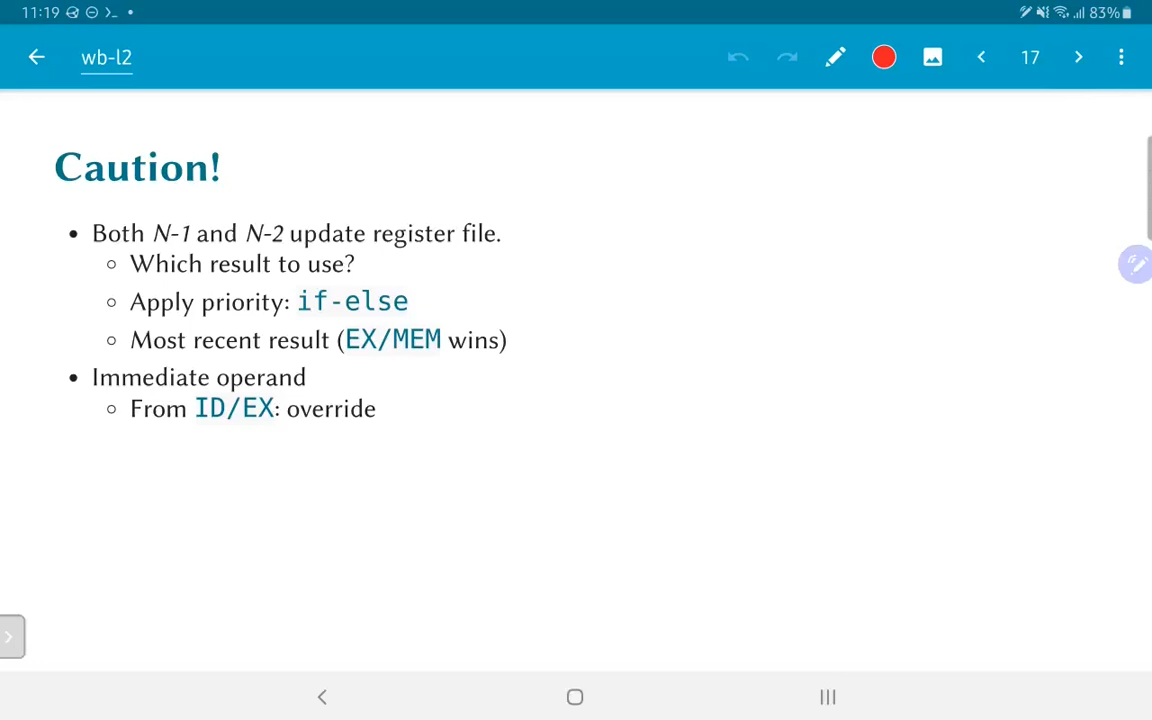 11:19 83%
wb-l2 17
Caution!
• Both N-1 and N-2 update register file.
◦ Which result to use?
◦ Apply priority: if-else
◦ Most recent result (EX/MEM wins)
• Immediate operand
◦ From ID/EX: override